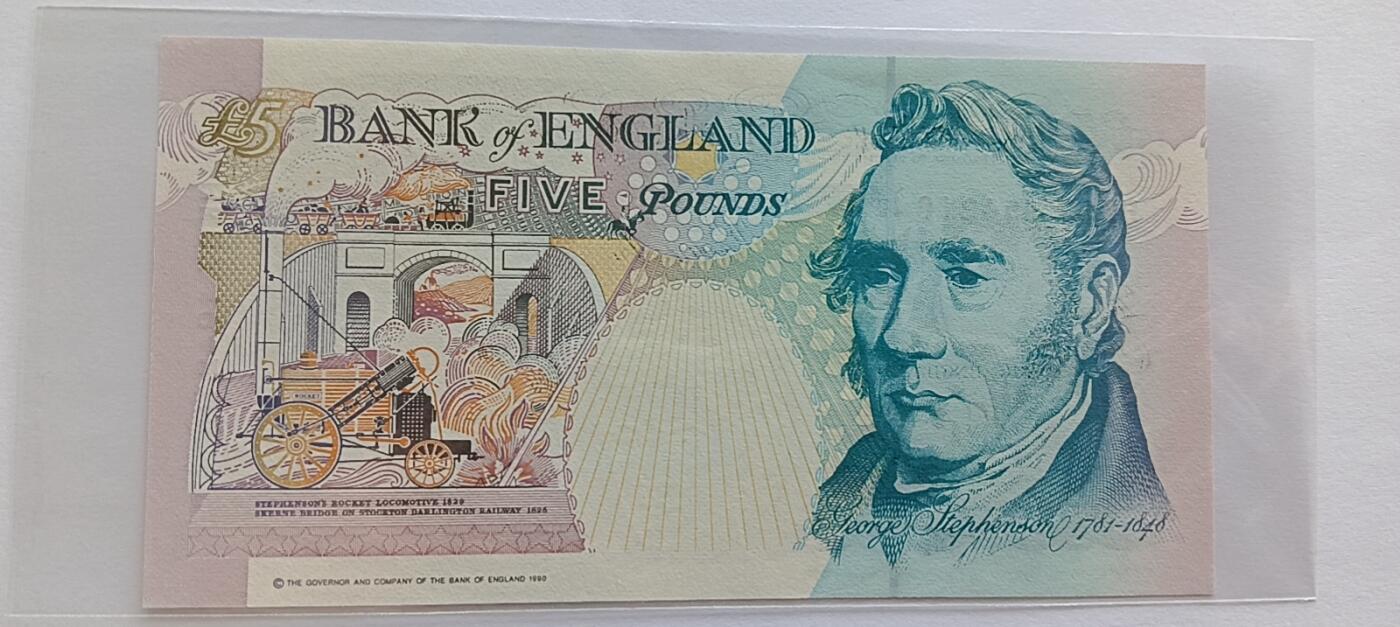 £5 BANK of ENGLAND
FIVE POUNDS
ROCKET
STEPHENSON'S ROCKET LOCOMOTIVE 1829
SKERNE BRIDGE ON STOCKTON DARLINGTON RAILWAY 1825
George Stephenson 1781-1848
© THE GOVERNOR AND COMPANY OF THE BANK OF ENGLAND 1990